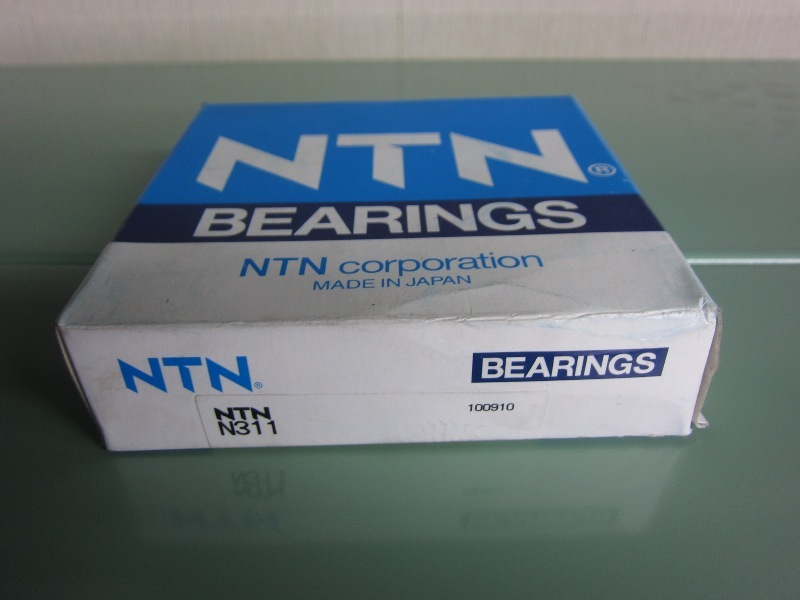 NTN®
BEARINGS
NTN corporation
MADE IN JAPAN
NTN®
BEARINGS
NTN
N311
100910